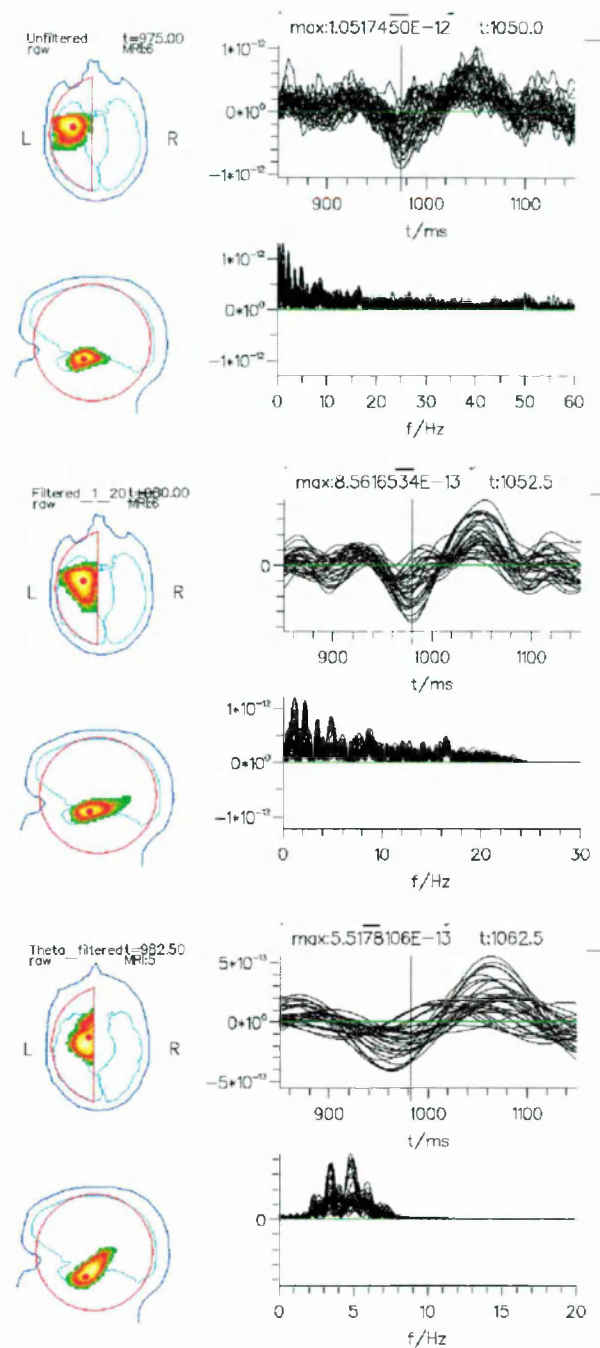 Unfiltered t=975.00
raw MRI:6
L R
max:1.0517450E-12 t:1050.0
1*10⁻¹²
0*10⁰
-1*10⁻¹²
900 1000 1100
t/ms
1*10⁻¹²
0*10⁰
-1*10⁻¹²
0 10 20 30 40 50 60
f/Hz
raw MRI:6
L R
max:8.5616534E-13 t:1052.5
0
900 1000 1100
t/ms
1*10⁻¹²
0*10⁰
-1*10⁻¹²
0 10 20 30
f/Hz
Theta_filtered t=982.50
raw MRI:5
L R
max:5.5178106E-13 t:1062.5
5*10⁻¹³
0*10⁰
-5*10⁻¹³
900 1000 1100
t/ms
0
0 5 10 15 20
f/Hz